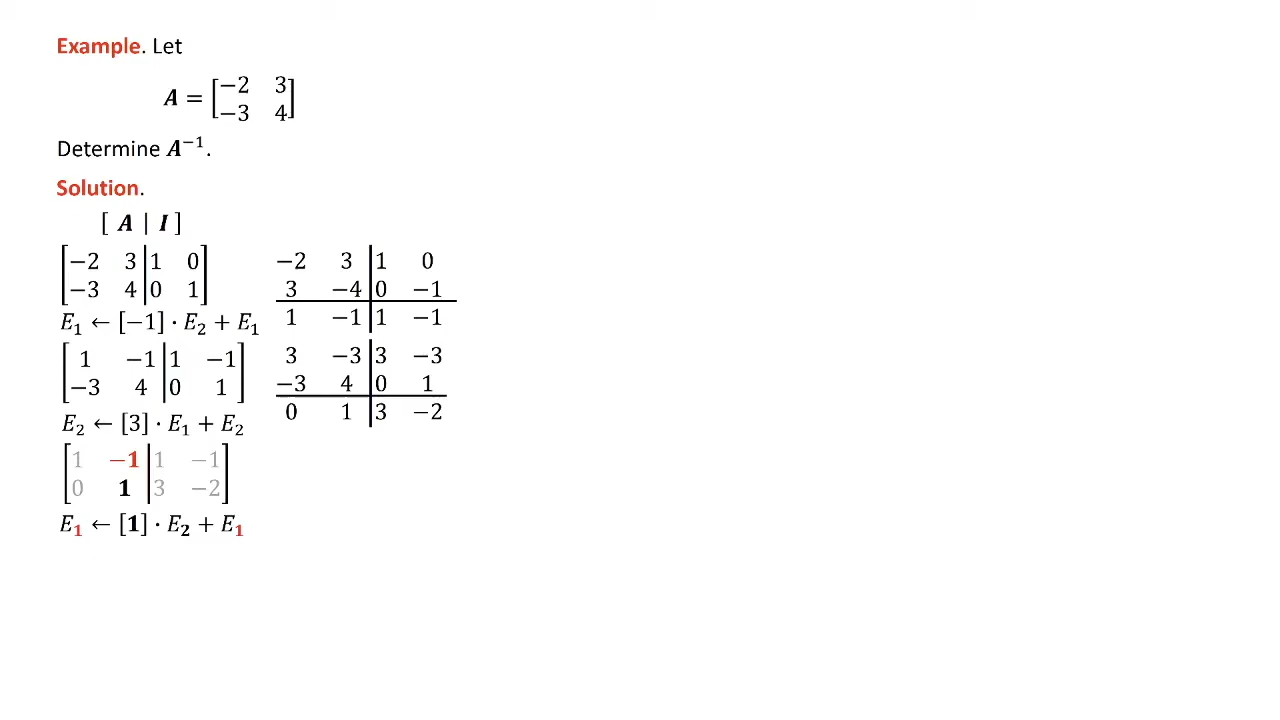 Example. Let
A = [−2 3
−3 4]
Determine A⁻¹.
Solution.
[ A | I ]
[−2 3 | 1 0
−3 4 | 0 1]
E₁ ← [−1] · E₂ + E₁
[1 −1 | 1 −1
−3 4 | 0 1]
E₂ ← [3] · E₁ + E₂
[1 −1 | 1 −1
0 1 | 3 −2]
E₁ ← [1] · E₂ + E₁
−2 3 | 1 0
3 −4 | 0 −1
1 −1 | 1 −1
3 −3 | 3 −3
−3 4 | 0 1
0 1 | 3 −2